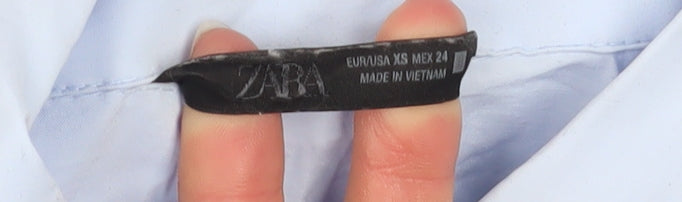 ZARA
EUR/USA XS MEX 24
MADE IN VIETNAM